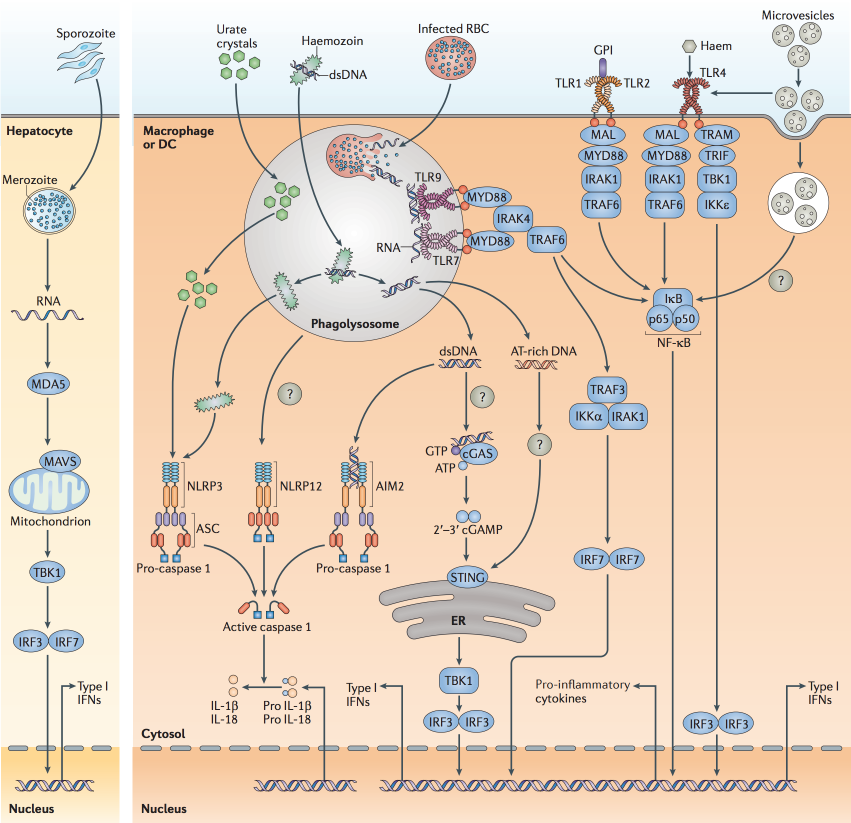 Sporozoite
Hepatocyte
Merozoite
RNA
MDA5
MAVS
Mitochondrion
TBK1
IRF3
IRF7
Type I
IFNs
Nucleus
Urate
crystals
Haemozoin
dsDNA
Infected RBC
Macrophage
or DC
GPI
TLR1
TLR2
Haem
TLR4
Microvesicles
MAL
MYD88
IRAK1
TRAF6
MAL
MYD88
IRAK1
TRAF6
TRAM
TRIF
TBK1
IKKε
TLR9
MYD88
IRAK4
TRAF6
RNA
TLR7
MYD88
Phagolysosome
?
IκB
p65
p50
NF-κB
dsDNA
AT-rich DNA
?
?
?
TRAF3
IKKα
IRAK1
GTP
cGAS
ATP
2′–3′ cGAMP
NLRP3
ASC
Pro-caspase 1
NLRP12
AIM2
Pro-caspase 1
Active caspase 1
STING
ER
IRF7
IRF7
TBK1
IRF3
IRF3
IL-1β
IL-18
Pro IL-1β
Pro IL-18
Type I
IFNs
Pro-inflammatory
cytokines
IRF3
IRF3
Type I
IFNs
Cytosol
Nucleus